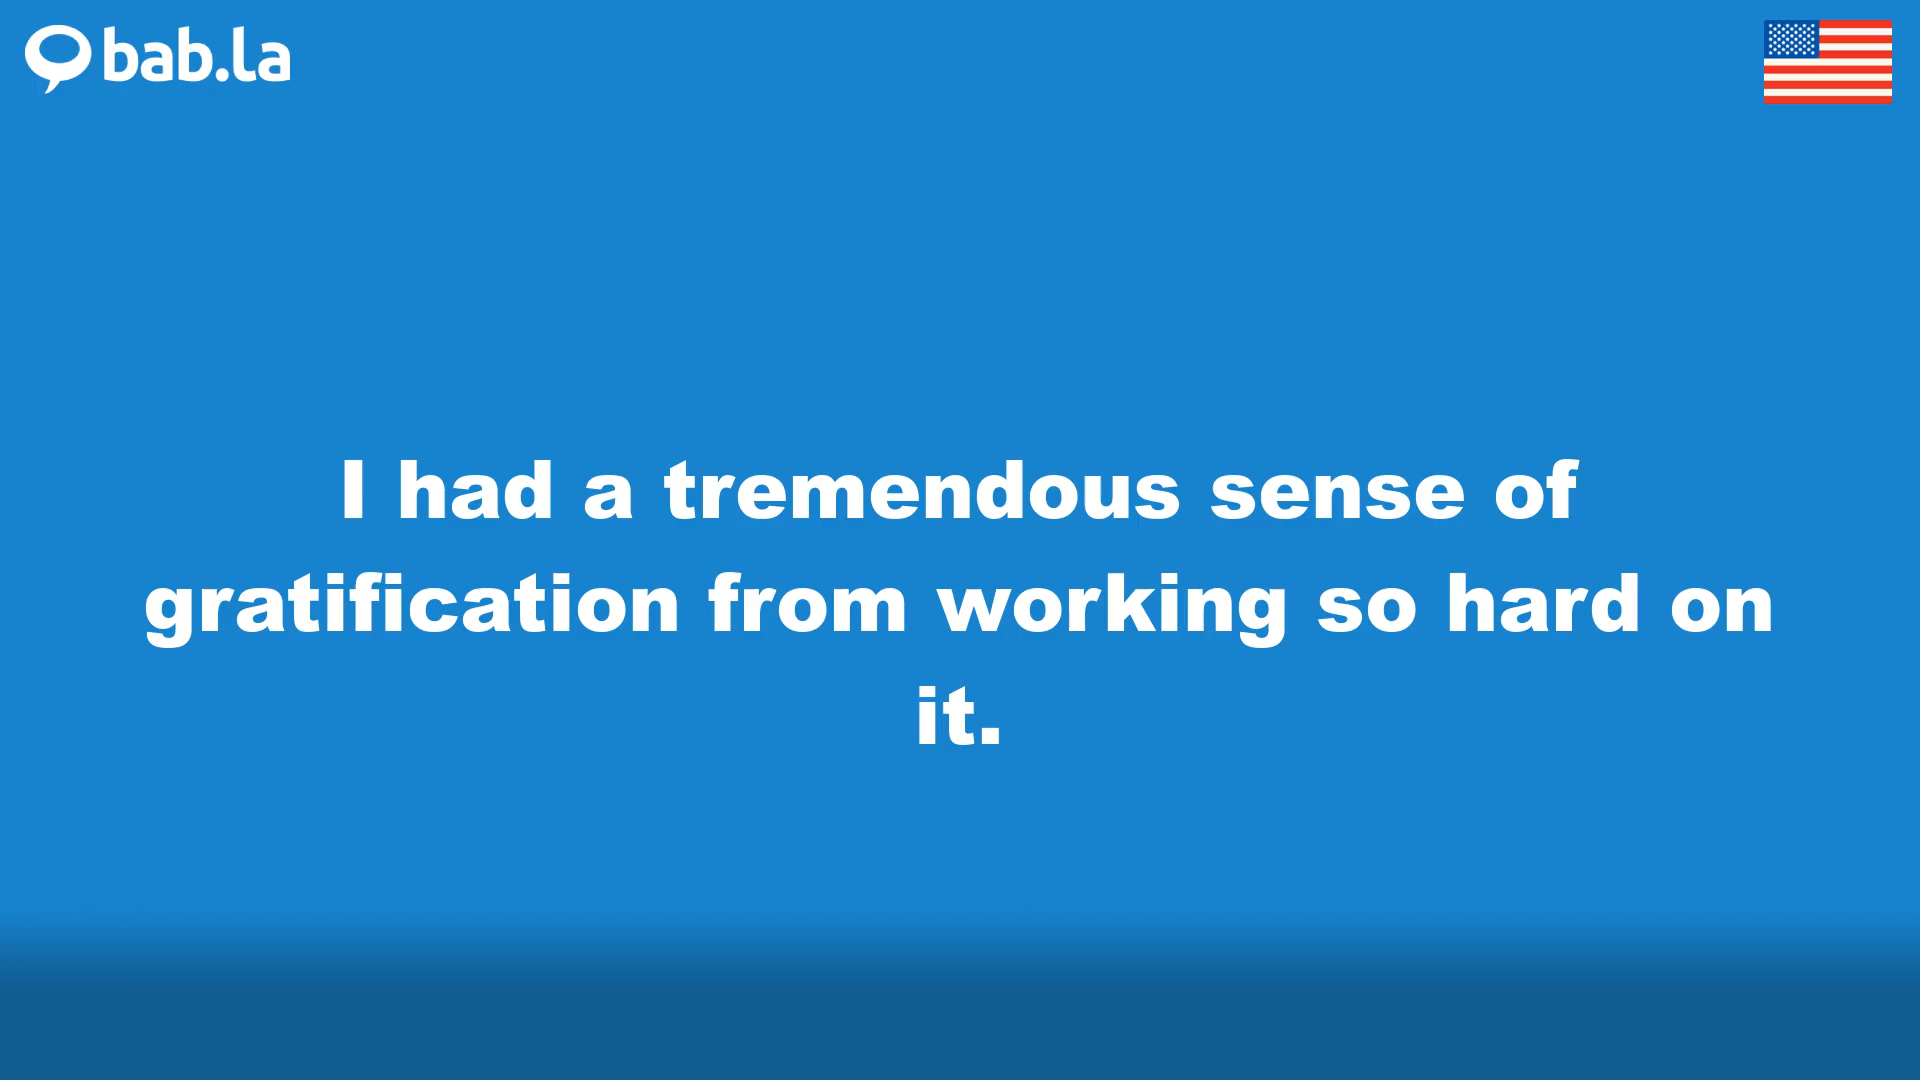 bab.la
I had a tremendous sense of
gratification from working so hard on
it.